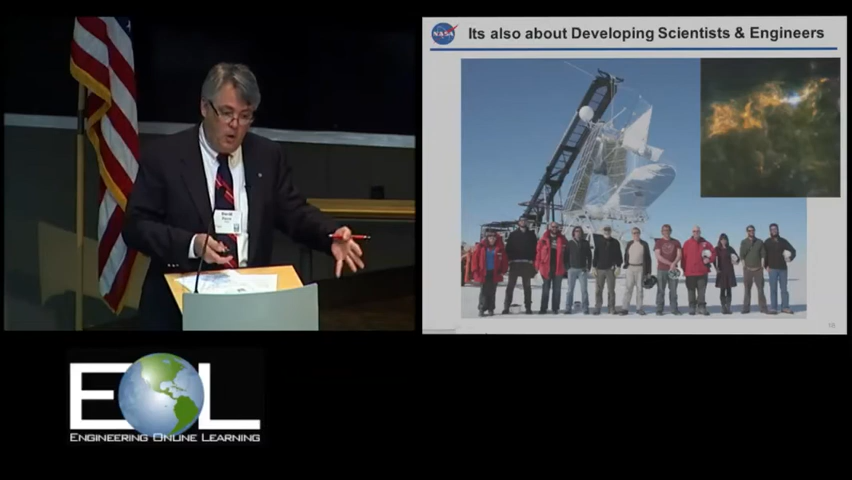 NASA
Its also about Developing Scientists & Engineers
EOL
ENGINEERING ONLINE LEARNING